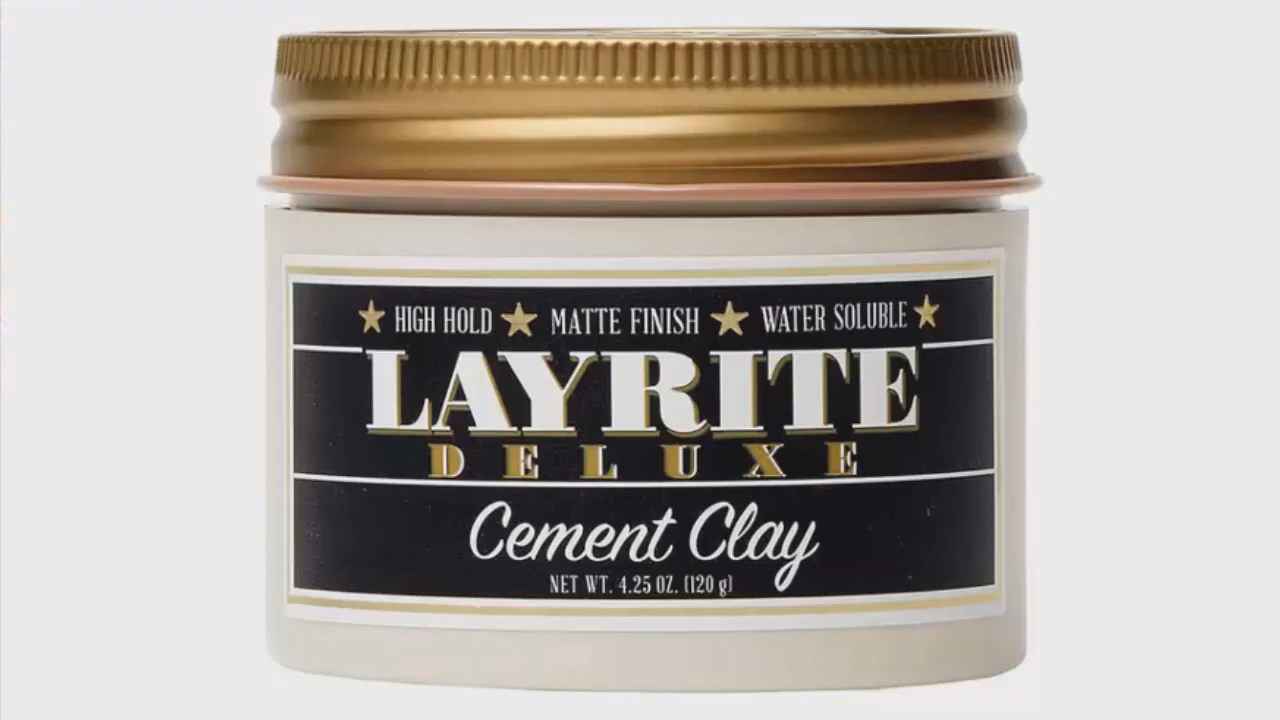 HIGH HOLD MATTE FINISH WATER SOLUBLE
LAYRITE
DELUXE
Cement Clay
NET WT. 4.25 OZ. (120 g)